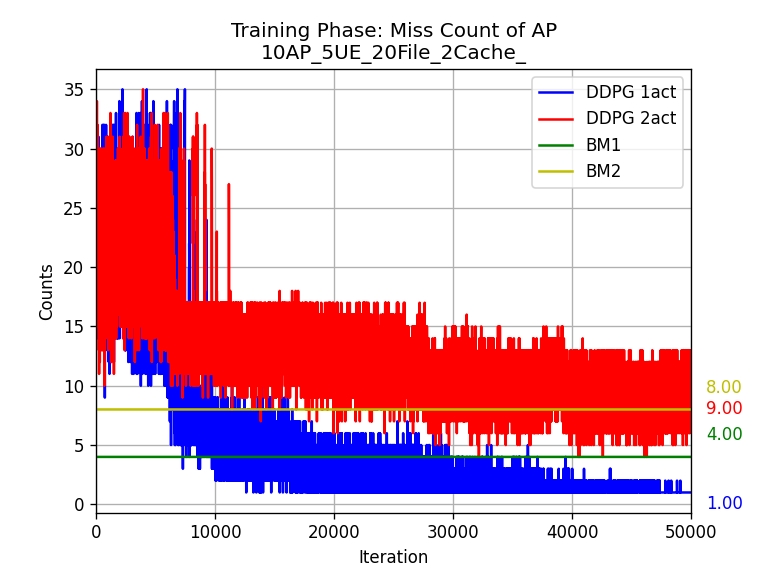 Training Phase: Miss Count of AP
10AP_5UE_20File_2Cache_
DDPG 1act
DDPG 2act
BM1
BM2
Counts
35
30
25
20
15
10
5
0
8.00
9.00
4.00
1.00
0 10000 20000 30000 40000 50000
Iteration